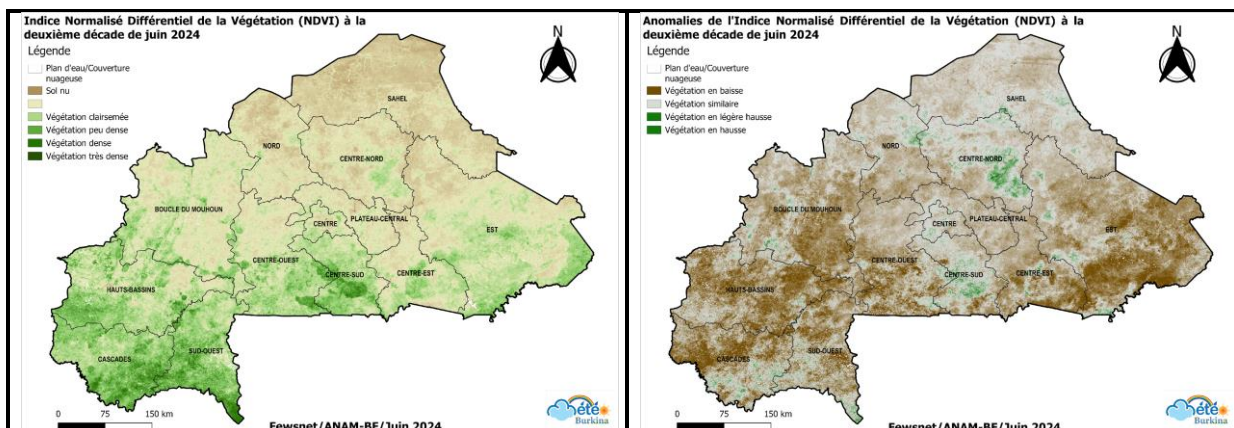 Indice Normalisé Différentiel de la Végétation (NDVI) à la
deuxième décade de juin 2024
Légende
Plan d'eau/Couverture
nuageuse
Sol nu
Végétation clairsemée
Végétation peu dense
Végétation dense
Végétation très dense
SAHEL
NORD
CENTRE-NORD
BOUCLE DU MOUHOUN
CENTRE
PLATEAU-CENTRAL
EST
CENTRE-OUEST
CENTRE-SUD
CENTRE-EST
HAUTS-BASSINS
CASCADES
SUD-OUEST
N
0 75 150 km
Fewsnet/ANAM-BF/Juin 2024
été
Burkina
Anomalies de l'Indice Normalisé Différentiel de la Végétation (NDVI) à la
deuxième décade de juin 2024
Légende
Plan d'eau/Couverture
nuageuse
Végétation en baisse
Végétation similaire
Végétation en légère hausse
Végétation en hausse
SAHEL
NORD
CENTRE-NORD
BOUCLE DU MOUHOUN
CENTRE
PLATEAU-CENTRAL
EST
CENTRE-OUEST
CENTRE-SUD
CENTRE-EST
HAUTS-BASSINS
CASCADES
SUD-OUEST
N
0 75 150 km
Fewsnet/ANAM-BF/Juin 2024
été
Burkina